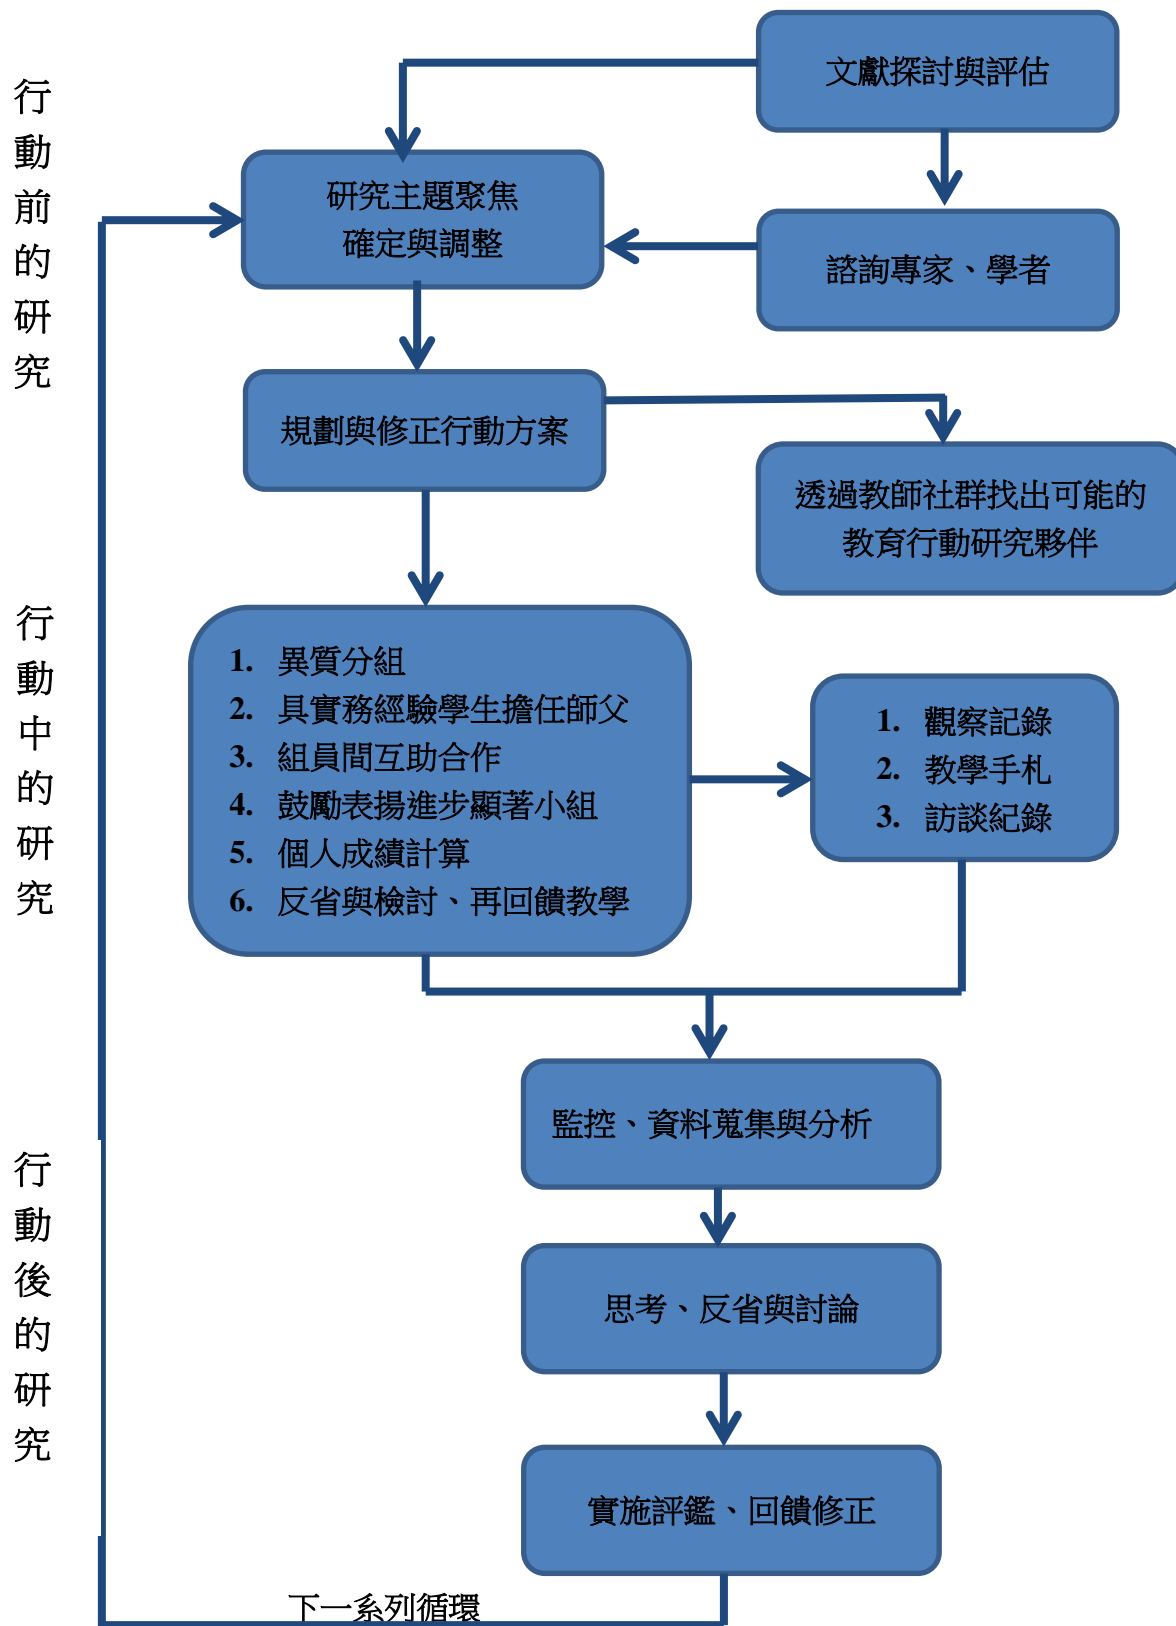 行動前的研究
文獻探討與評估
研究主題聚焦
確定與調整
諮詢專家、學者
規劃與修正行動方案
透過教師社群找出可能的
教育行動研究夥伴
行動中的研究
1. 異質分組
2. 具實務經驗學生擔任師父
3. 組員間互助合作
4. 鼓勵表揚進步顯著小組
5. 個人成績計算
6. 反省與檢討、再回饋教學
1. 觀察記錄
2. 教學手札
3. 訪談紀錄
行動後的研究
監控、資料蒐集與分析
思考、反省與討論
實施評鑑、回饋修正
下一系列循環